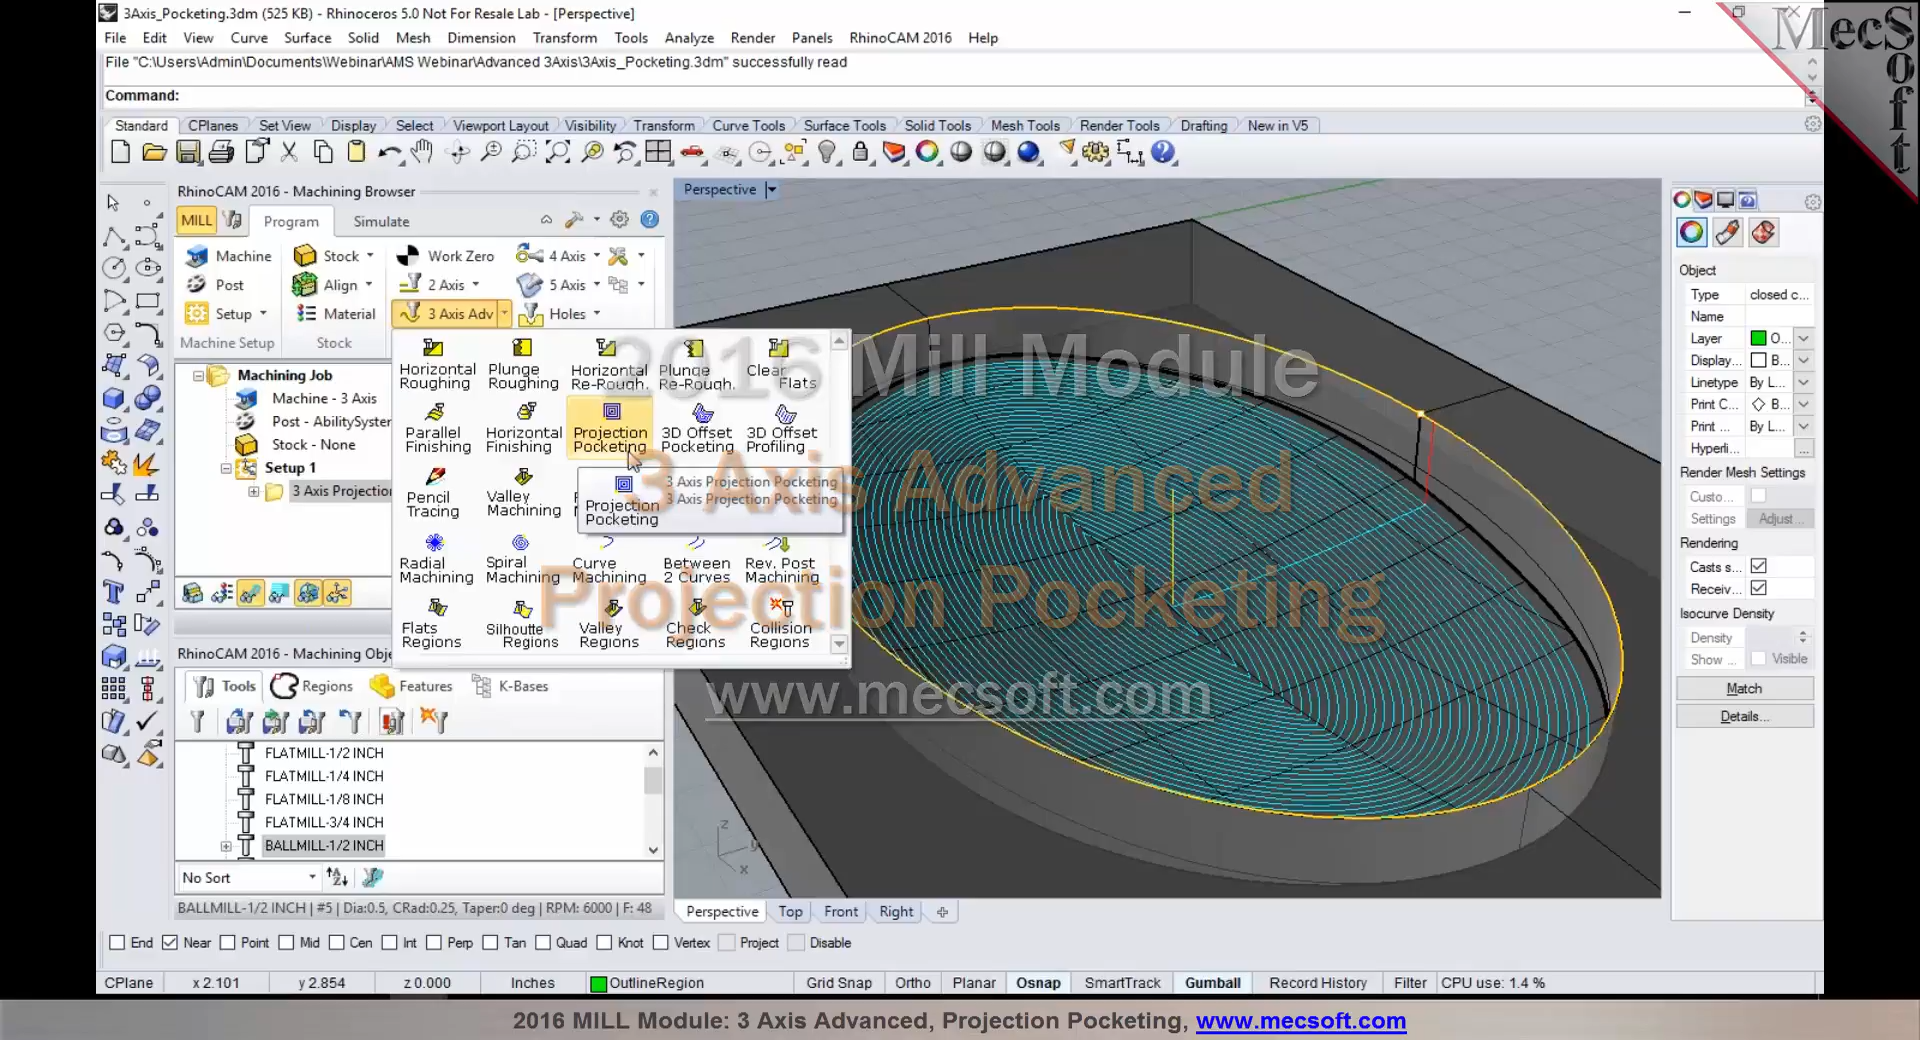 3Axis_Pocketing.3dm (525 KB) - Rhinoceros 5.0 Not For Resale Lab - [Perspective]
MecSoft
File Edit View Curve Surface Solid Mesh Dimension Transform Tools Analyze Render Panels RhinoCAM 2016 Help
File "C:\Users\Admin\Documents\Webinar\AMS Webinar\Advanced 3Axis\3Axis_Pocketing.3dm" successfully read
Command:
Standard CPlanes Set View Display Select Viewport Layout Visibility Transform Curve Tools Surface Tools Solid Tools Mesh Tools Render Tools Drafting New in V5
RhinoCAM 2016 - Machining Browser
MILL Program Simulate
Machine Stock Work Zero 4 Axis
Post Align 2 Axis 5 Axis
Setup Material 3 Axis Adv Holes
Machine Setup Stock
Machining Job
Machine - 3 Axis
Post - AbilitySystem
Stock - None
Setup 1
3 Axis Projection
Horizontal Roughing
Plunge Roughing
Horizontal Re-Rough.
Plunge Re-Rough.
Clear Flats
Parallel Finishing
Horizontal Finishing
Projection Pocketing
3D Offset Pocketing
3D Offset Profiling
Pencil Tracing
Valley Machining
Projection Pocketing
3 Axis Projection Pocketing
3 Axis Projection Pocketing
Radial Machining
Spiral Machining
Curve Machining
Between 2 Curves
Rev. Post Machining
Flats Regions
Silhoutte Regions
Valley Regions
Check Regions
Collision Regions
RhinoCAM 2016 - Machining Obje
Tools Regions Features K-Bases
FLATMILL-1/2 INCH
FLATMILL-1/4 INCH
FLATMILL-1/8 INCH
FLATMILL-3/4 INCH
BALLMILL-1/2 INCH
No Sort
BALLMILL-1/2 INCH | #5 | Dia:0.5, CRad:0.25, Taper:0 deg | RPM: 6000 | F: 48
Perspective
2016 Mill Module
3 Axis Advanced
Projection Pocketing
www.mecsoft.com
z
y
x
Perspective Top Front Right
Object
Type closed c...
Name
Layer O...
Display... B...
Linetype By L...
Print C... B...
Print ... By L...
Hyperli... ...
Render Mesh Settings
Custo...
Settings Adjust...
Rendering
Casts s...
Receiv...
Isocurve Density
Density
Show ... Visible
Match
Details...
End Near Point Mid Cen Int Perp Tan Quad Knot Vertex Project Disable
CPlane x 2.101 y 2.854 z 0.000 Inches OutlineRegion Grid Snap Ortho Planar Osnap SmartTrack Gumball Record History Filter CPU use: 1.4 %
2016 MILL Module: 3 Axis Advanced, Projection Pocketing, www.mecsoft.com